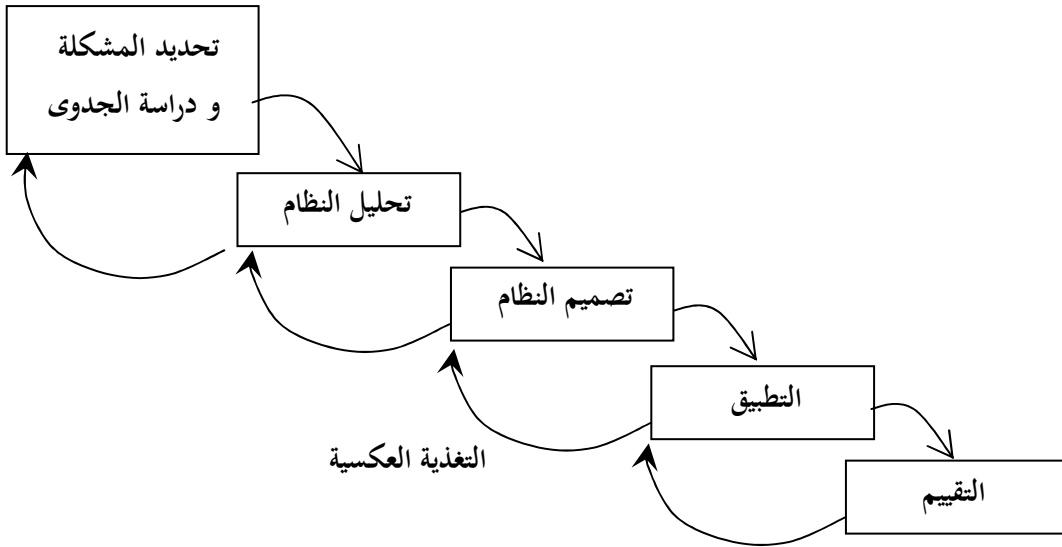 تحديد المشكلة
و دراسة الجدوى
تحليل النظام
تصميم النظام
التطبيق
التغذية العكسية
التقييم